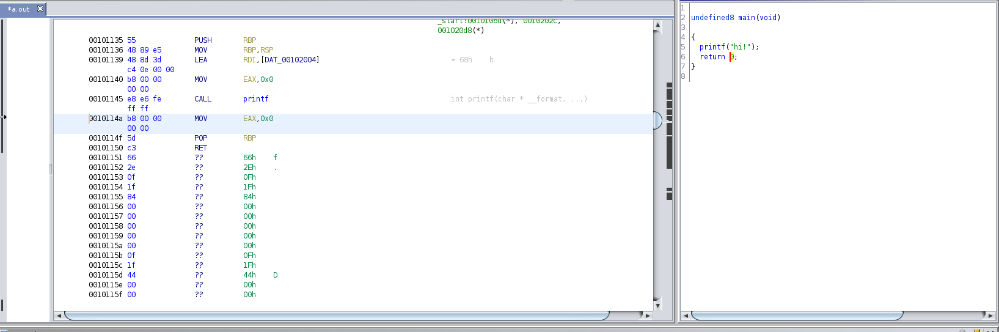 *a.out
_start:0010106d(*), 0010202c,
001020d8(*)
00101135 55 PUSH RBP
00101136 48 89 e5 MOV RBP,RSP
00101139 48 8d 3d LEA RDI,[DAT_00102004] = 68h h
c4 0e 00 00
00101140 b8 00 00 MOV EAX,0x0
00 00
00101145 e8 e6 fe CALL printf int printf(char * __format, ...)
ff ff
0010114a b8 00 00 MOV EAX,0x0
00 00
0010114f 5d POP RBP
00101150 c3 RET
00101151 66 ?? 66h f
00101152 2e ?? 2Eh .
00101153 0f ?? 0Fh
00101154 1f ?? 1Fh
00101155 84 ?? 84h
00101156 00 ?? 00h
00101157 00 ?? 00h
00101158 00 ?? 00h
00101159 00 ?? 00h
0010115a 00 ?? 00h
0010115b 0f ?? 0Fh
0010115c 1f ?? 1Fh
0010115d 44 ?? 44h D
0010115e 00 ?? 00h
0010115f 00 ?? 00h
1
2 undefined8 main(void)
3
4 {
5 printf("hi!");
6 return 0;
7 }
8